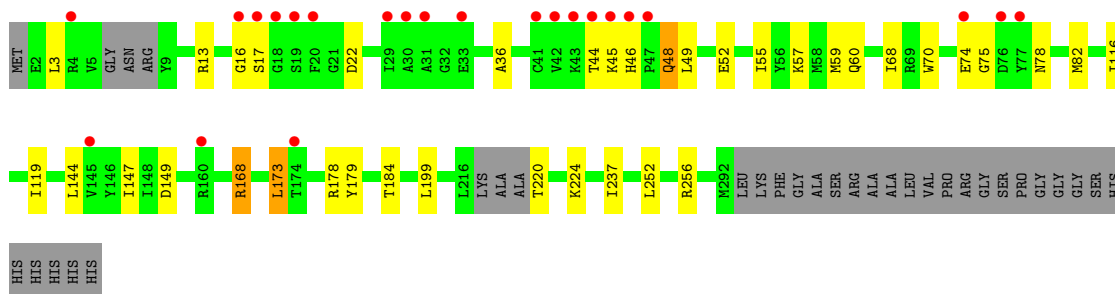 MET E2 L3 R4 V5 GLY ASN ARG Y9 R13 G16 S17 G18 S19 F20 G21 D22 I29 A30 A31 G32 E33 A36 C41 V42 K43 T44 K45 H46 P47 Q48 L49 E52 I55 Y56 K57 M58 M59 Q60 I68 R69 W70 E74 G75 D76 Y77 N78 M82 I116
I119 L144 V145 Y146 I147 I148 D149 R160 R168 L173 T174 R178 Y179 T184 L199 L216 LYS ALA ALA T220 K224 I237 L252 R256 M292 LEU LYS PHE GLY ALA SER ARG ALA ALA LEU VAL PRO ARG GLY SER PRO GLY GLY GLY SER HIS
HIS HIS HIS HIS HIS